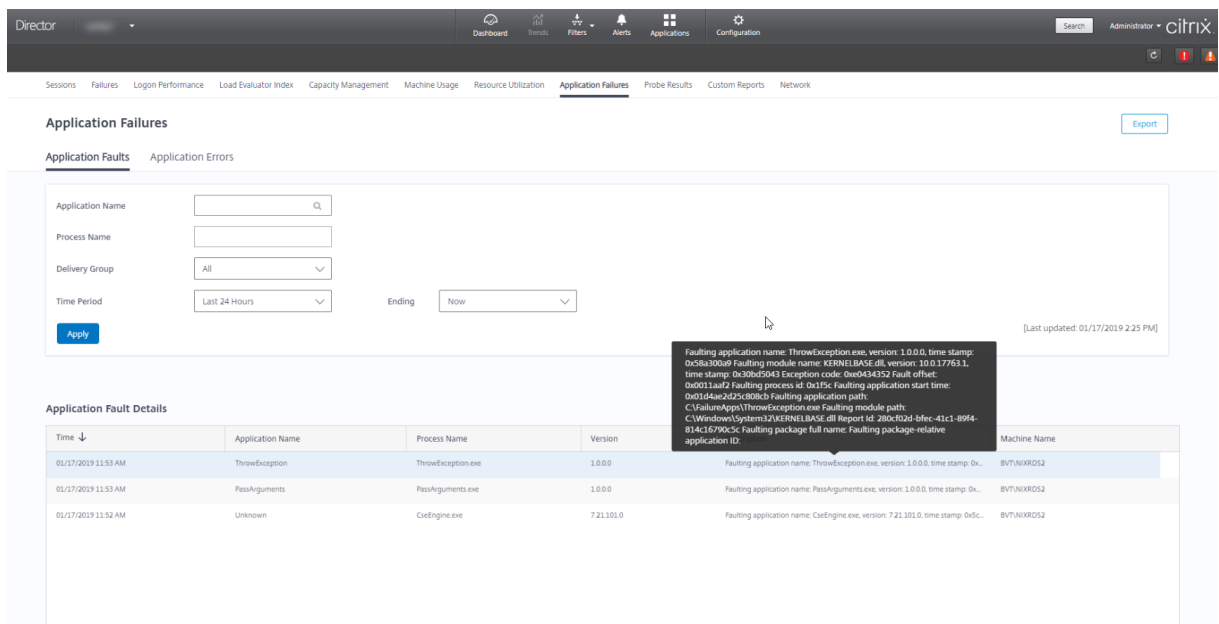 Director
Dashboard
Trends
Filters
Alerts
Applications
Configuration
Search
Administrator
citrix
Sessions
Failures
Logon Performance
Load Evaluator Index
Capacity Management
Machine Usage
Resource Utilization
Application Failures
Probe Results
Custom Reports
Network
Application Failures
Export
Application Faults
Application Errors
Application Name
Process Name
Delivery Group
All
Time Period
Last 24 Hours
Ending
Now
Apply
[Last updated: 01/17/2019 2:25 PM]
Faulting application name: ThrowException.exe, version: 1.0.0.0, time stamp:
0x58a300a9 Faulting module name: KERNELBASE.dll, version: 10.0.17763.1,
time stamp: 0x30bd5043 Exception code: 0xe0434352 Fault offset:
0x0011aaf2 Faulting process id: 0x1f5c Faulting application start time:
0x01d4ae2d25c808cb Faulting application path:
C:\FailureApps\ThrowException.exe Faulting module path:
C:\Windows\System32\KERNELBASE.dll Report Id: 280cf02d-bfec-41c1-89f4-
814c16790c5c Faulting package full name: Faulting package-relative
application ID:
Application Fault Details
Time
Application Name
Process Name
Version
Machine Name
01/17/2019 11:53 AM
ThrowException
ThrowException.exe
1.0.0.0
Faulting application name: ThrowException.exe, version: 1.0.0.0, time stamp: 0x...
BVT\NIXRDS2
01/17/2019 11:53 AM
PassArguments
PassArguments.exe
1.0.0.0
Faulting application name: PassArguments.exe, version: 1.0.0.0, time stamp: 0x...
BVT\NIXRDS2
01/17/2019 11:52 AM
Unknown
CseEngine.exe
7.21.101.0
Faulting application name: CseEngine.exe, version: 7.21.101.0, time stamp: 0x5c...
BVT\NIXRDS2